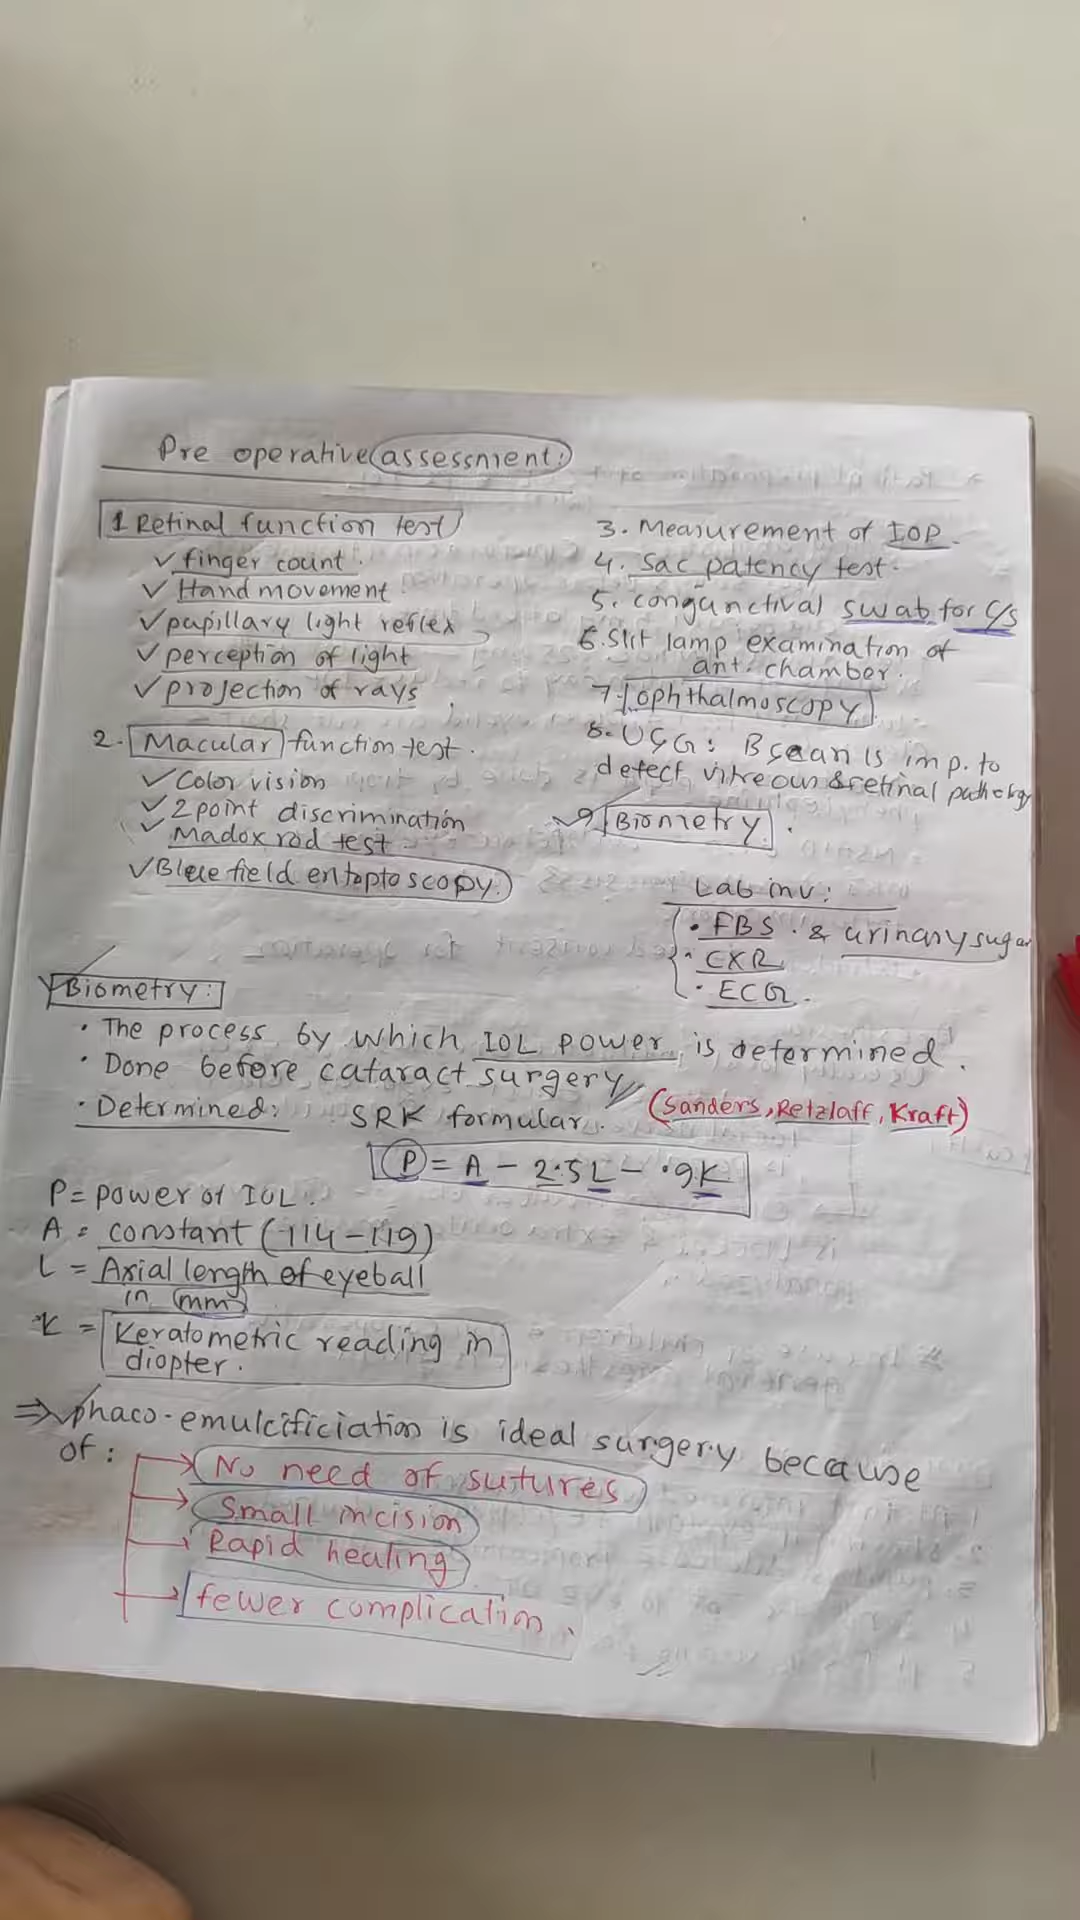 Pre operative assessment:
1 Retinal function test
✓ finger count.
✓ Hand movement
✓ pupillary light reflex
✓ perception of light
✓ projection of rays
2. Macular function test.
✓ Color vision
✓ 2 point discrimination
✓ Madox rod test.
✓ Blue field entoptoscopy.
3. Measurement of IOP.
4. Sac patency test.
5. congunctival swab for C/S
6. Slit lamp examination of
ant. chamber.
7. ophthalmoscopy
8. USG: B scan is imp. to
detect vitreous & retinal pathology
9 Biometry.
Lab inv:
• FBS. & urinary sugar
• CXR
• ECG.
Biometry:
• The process by which IOL power is determined.
• Done before cataract surgery
• Determined: SRK formular. (Sanders, Retzlaff, Kraft)
P = A - 2.5L - .9K
P = power of IOL.
A = constant (114-119)
L = Axial length of eyeball
in mm
K = Keratometric reading in
diopter.
⇒ phaco-emulcificiation is ideal surgery because
of:
→ No need of sutures
→ Small incision
→ Rapid healing
→ fewer complication.